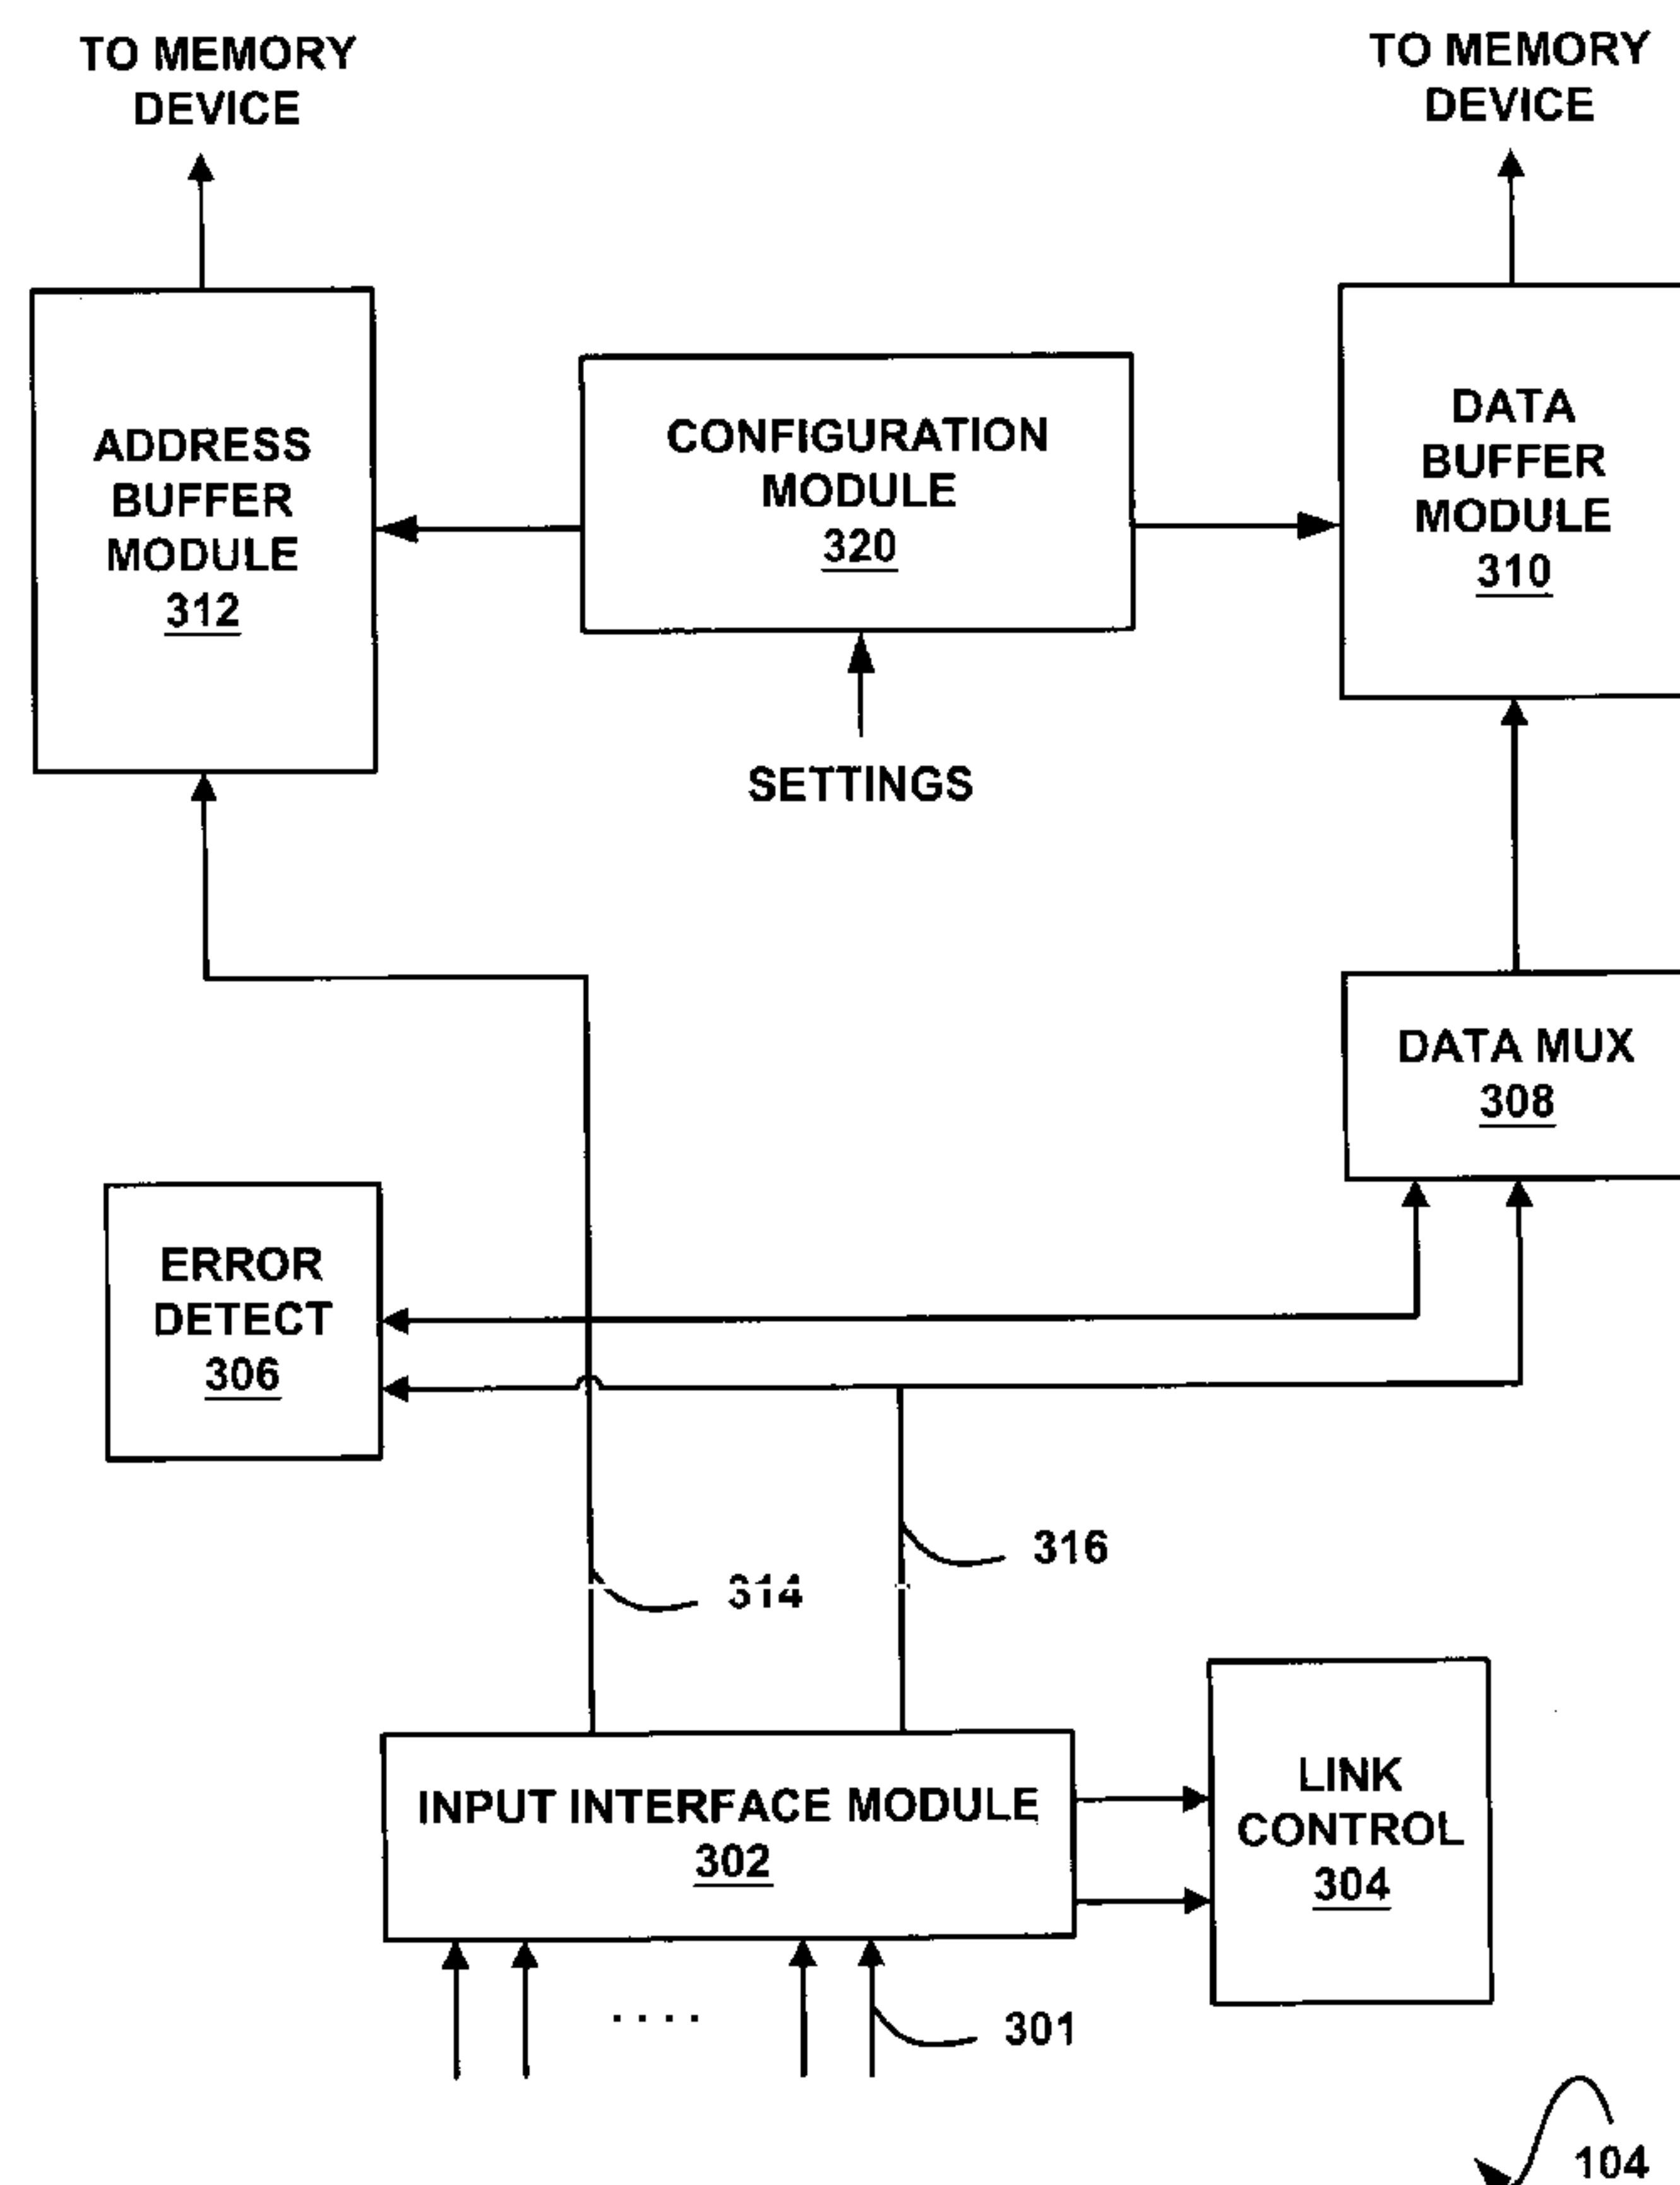 TO MEMORY
DEVICE
TO MEMORY
DEVICE
ADDRESS
BUFFER
MODULE
312
CONFIGURATION
MODULE
320
DATA
BUFFER
MODULE
310
SETTINGS
DATA MUX
308
ERROR
DETECT
306
316
314
INPUT INTERFACE MODULE
302
LINK
CONTROL
304
....
301
104